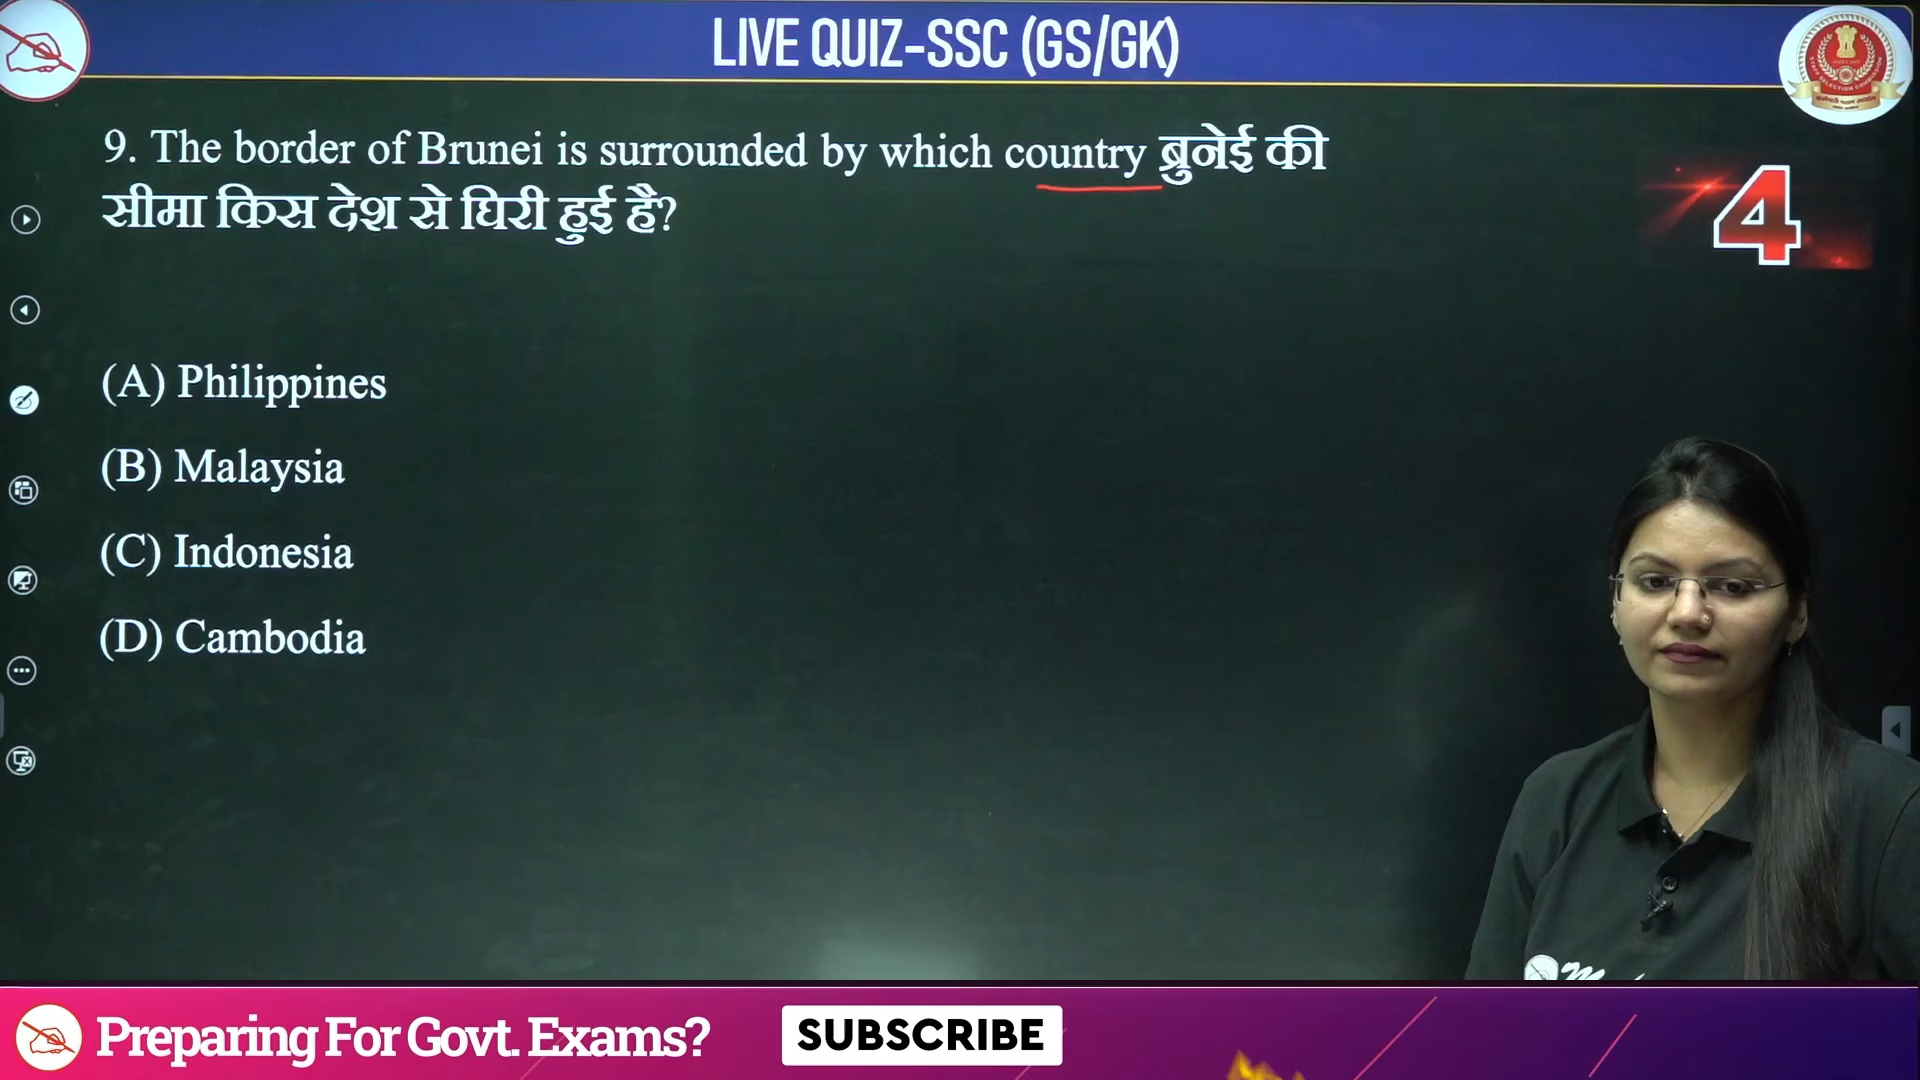 LIVE QUIZ-SSC (GS/GK)
9. The border of Brunei is surrounded by which country ब्रुनेई की
सीमा किस देश से घिरी हुई है?
4
(A) Philippines
(B) Malaysia
(C) Indonesia
(D) Cambodia
Preparing For Govt. Exams?
SUBSCRIBE